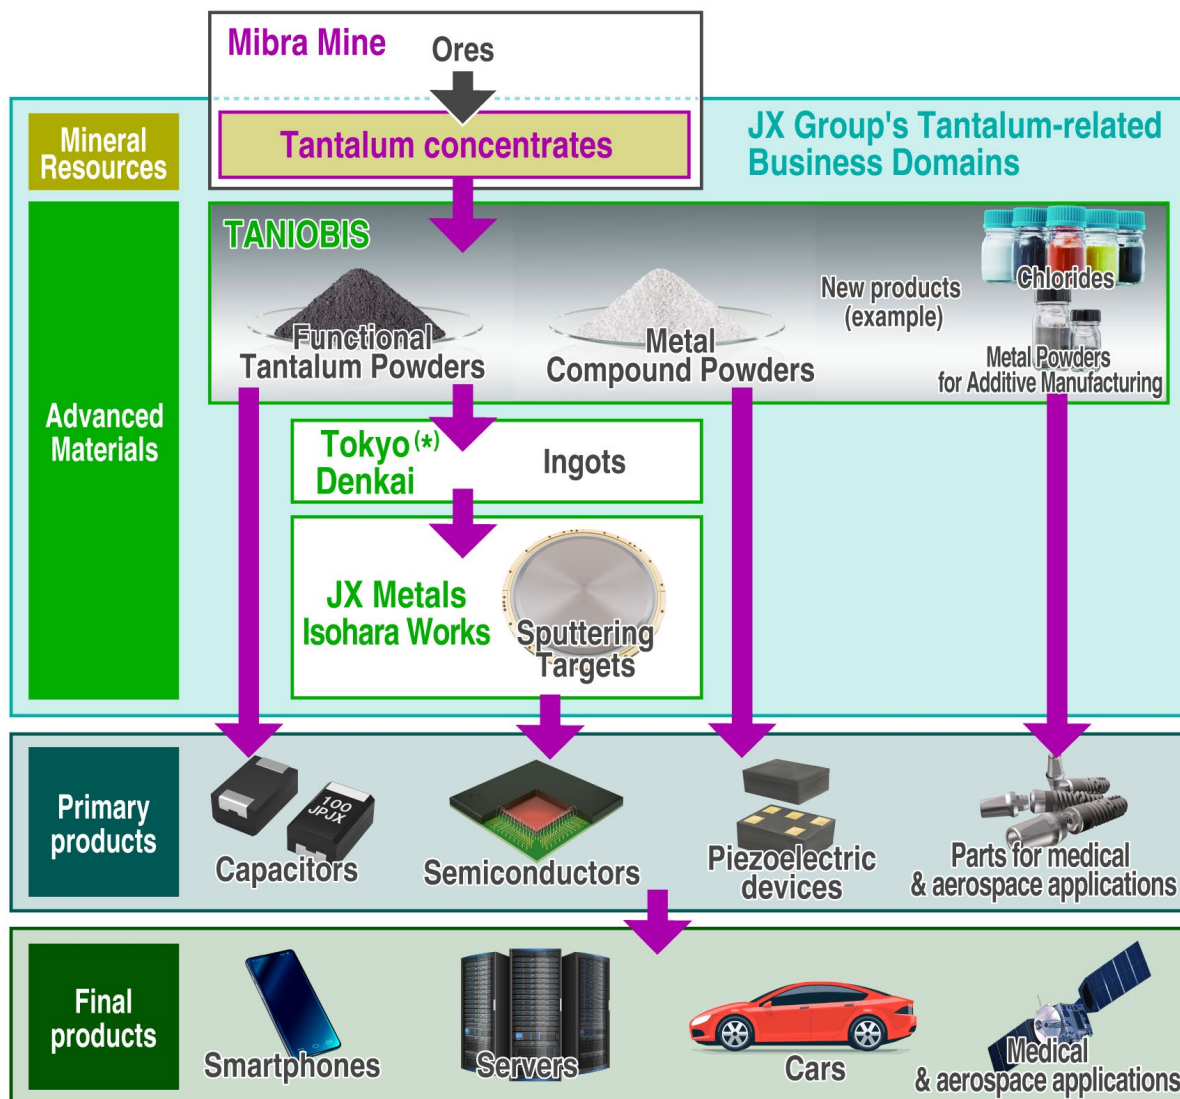 Mibra Mine
Ores
Mineral
Resources
Tantalum concentrates
JX Group's Tantalum-related
Business Domains
Advanced
Materials
TANIOBIS
Functional
Tantalum Powders
Metal
Compound Powders
New products
(example)
Chlorides
Metal Powders
for Additive Manufacturing
Tokyo(*)
Denkai
Ingots
JX Metals
Isohara Works
Sputtering
Targets
Primary
products
100
JPJX
Capacitors
Semiconductors
Piezoelectric
devices
Parts for medical
& aerospace applications
Final
products
Smartphones
Servers
Cars
Medical
& aerospace applications